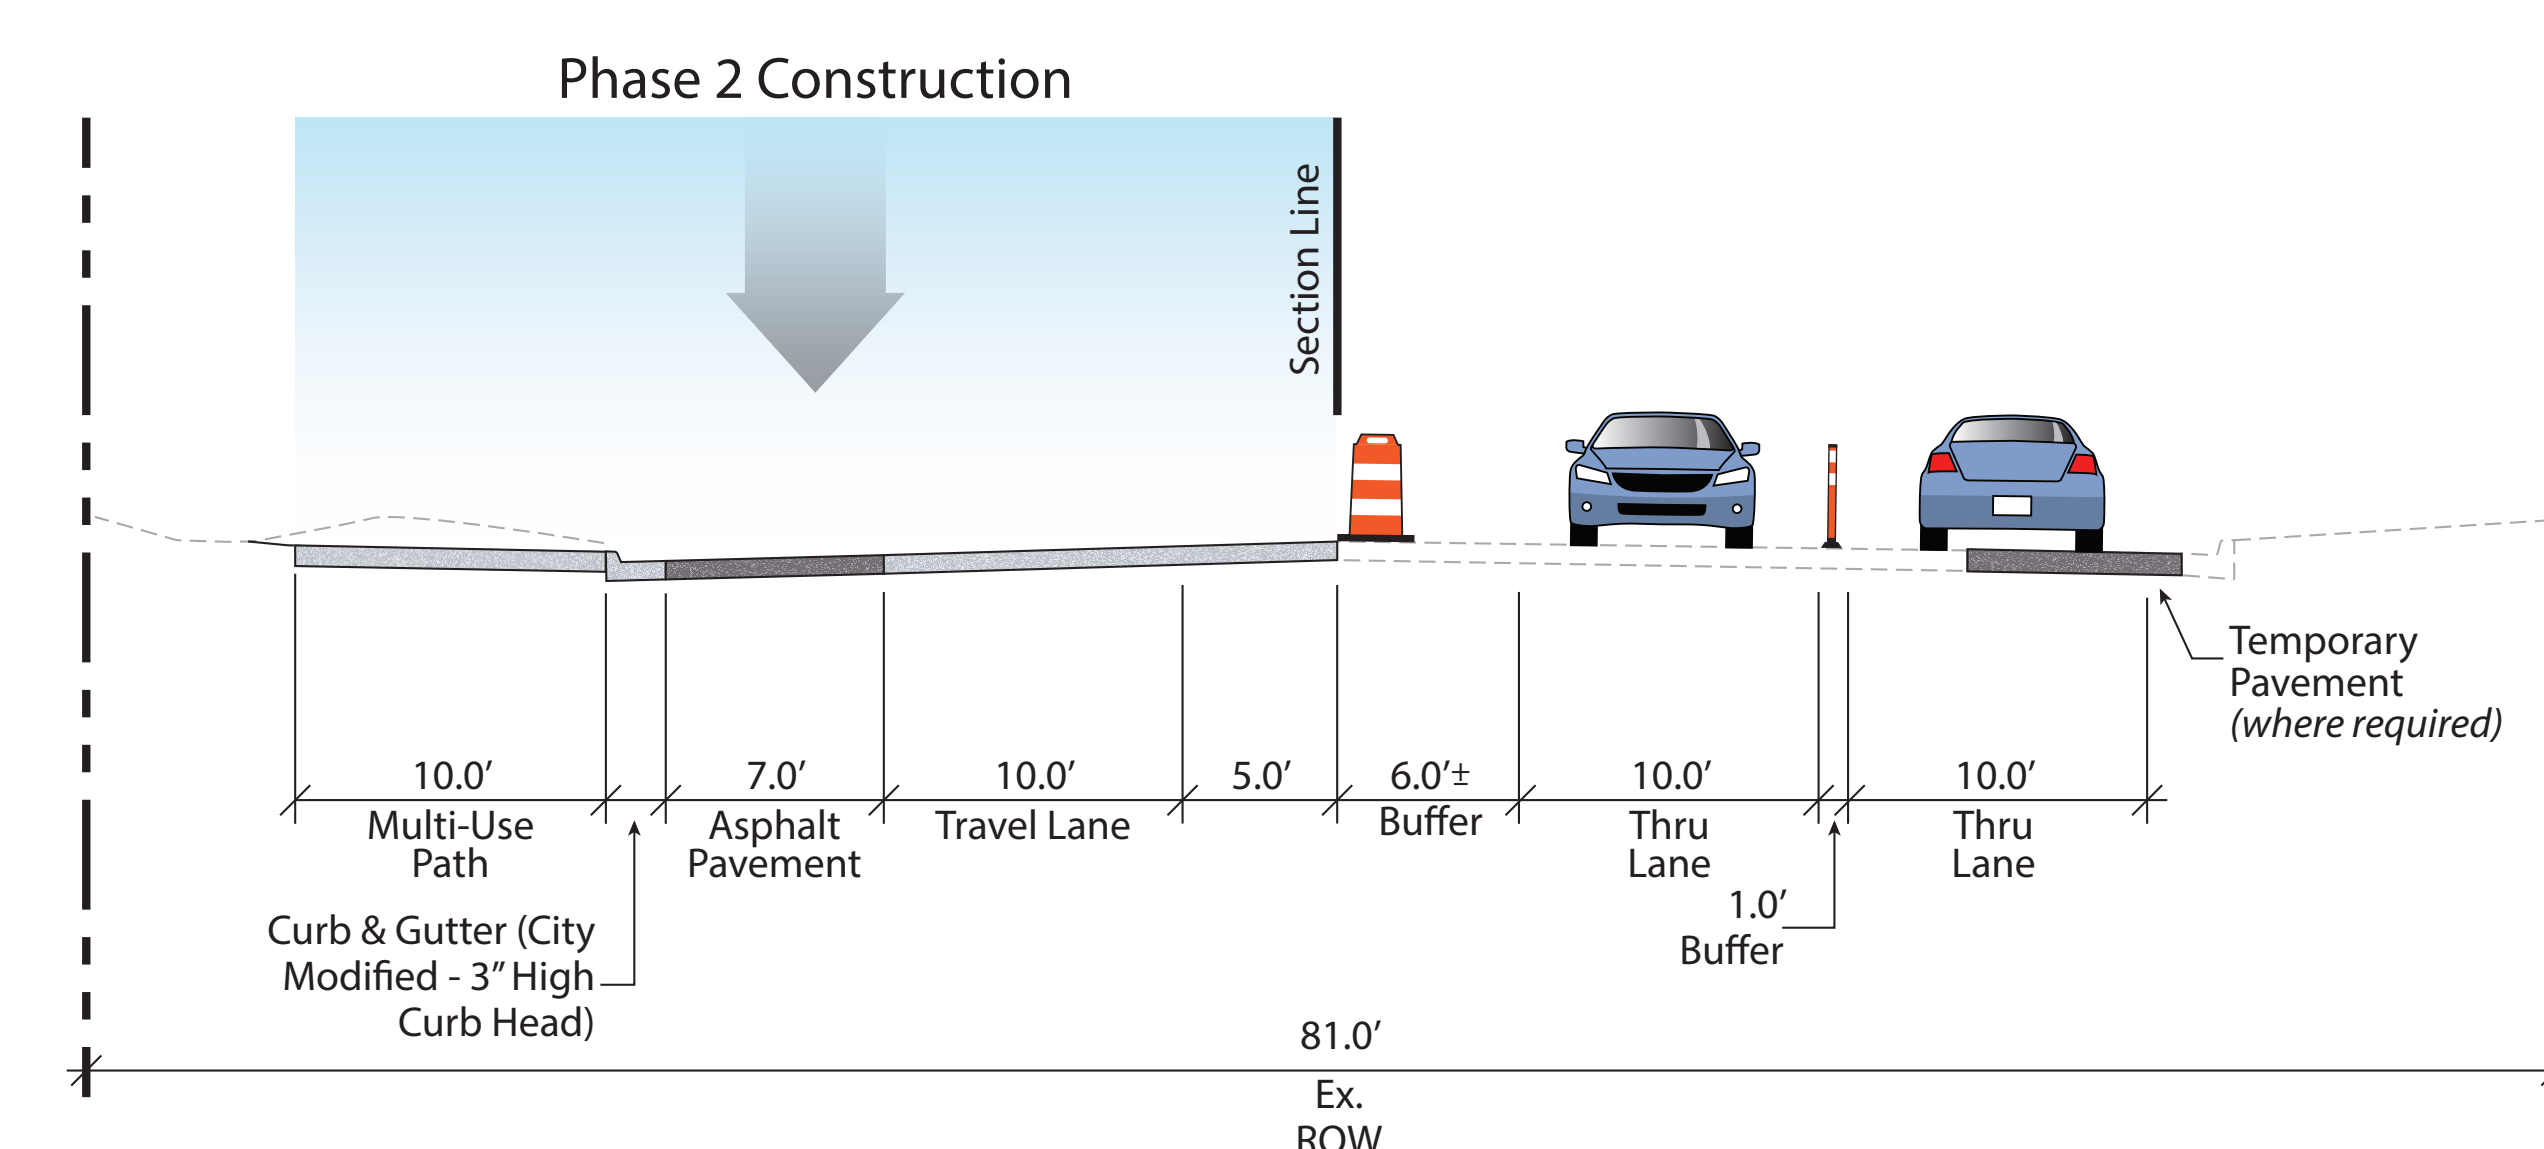 Phase 2 Construction
Section Line
10.0’
Multi-Use
Path
7.0’
Asphalt
Pavement
10.0’
Travel Lane
5.0’
6.0’±
Buffer
10.0’
Thru
Lane
10.0’
Thru
Lane
Temporary
Pavement
(where required)
Curb & Gutter (City
Modified - 3” High
Curb Head)
1.0’
Buffer
81.0’
Ex.
ROW